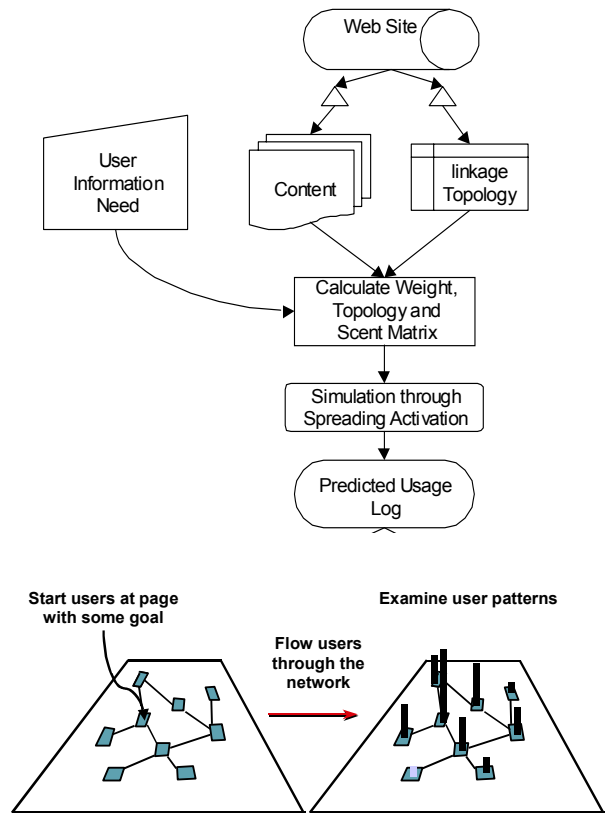 Web Site
User
Information
Need
Content
linkage
Topology
Calculate Weight,
Topology and
Scent Matrix
Simulation through
Spreading Activation
Predicted Usage
Log
Start users at page
with some goal
Flow users
through the
network
Examine user patterns